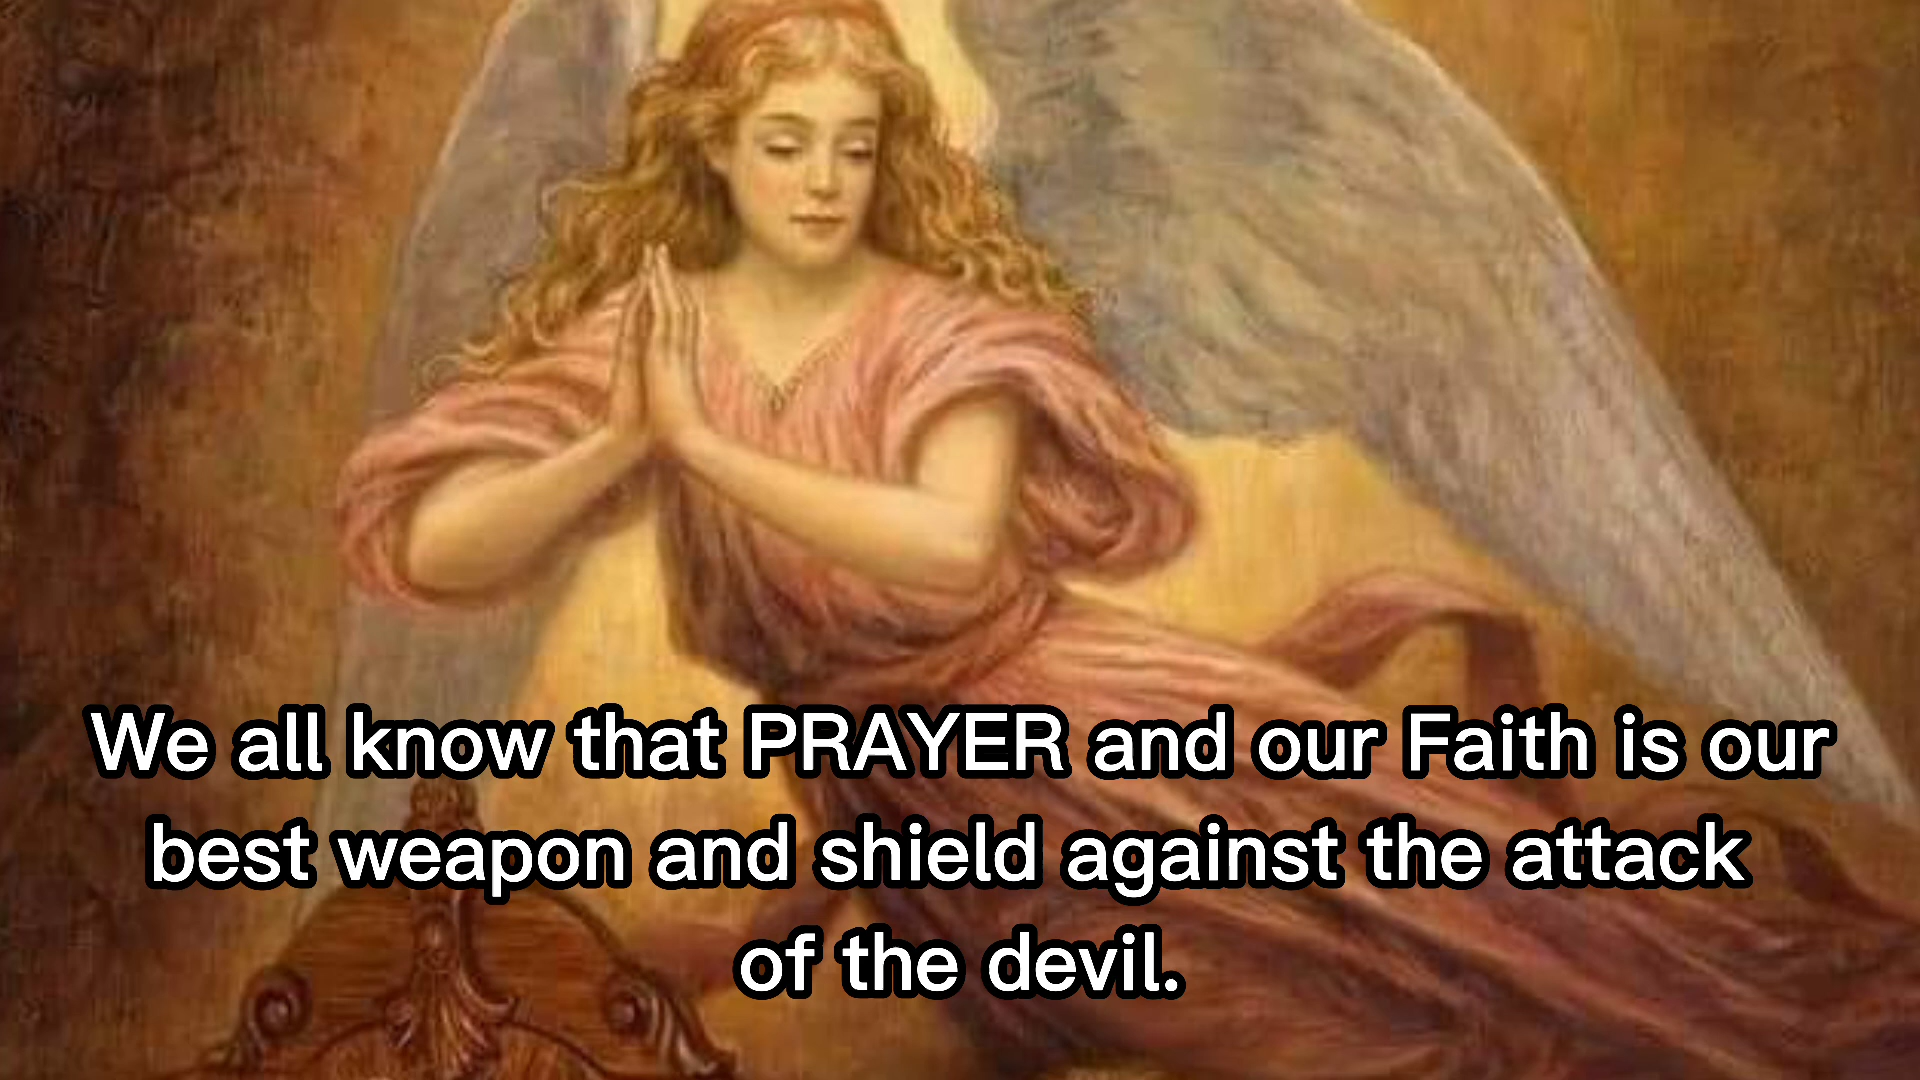 We all know that PRAYER and our Faith is our
best weapon and shield against the attack
of the devil.